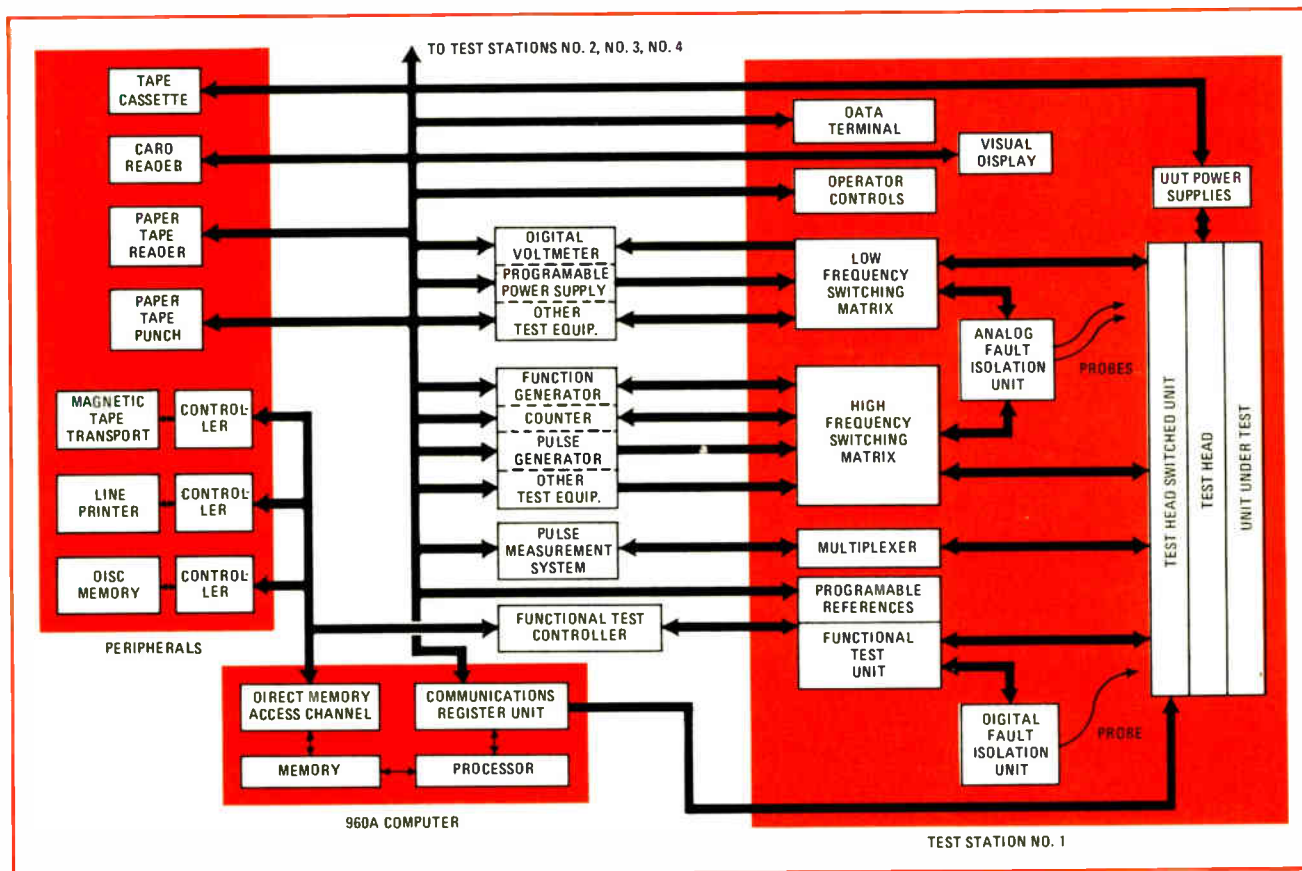 TO TEST STATIONS NO. 2, NO. 3, NO. 4
TAPE
CASSETTE
CARO
READER
PAPER
TAPE
READER
PAPER
TAPE
PUNCH
MAGNETIC
TAPE
TRANSPORT
CONTROL-
LER
LINE
PRINTER
CONTROL-
LER
DISC
MEMORY
CONTROL-
LER
PERIPHERALS
DIRECT MEMORY
ACCESS CHANNEL
COMMUNICATIONS
REGISTER UNIT
MEMORY
PROCESSOR
960A COMPUTER
DIGITAL
VOLTMETER
PROGRAMABLE
POWER SUPPLY
OTHER
TEST EQUIP.
FUNCTION
GENERATOR
COUNTER
PULSE
GENERATOR
OTHER
TEST EQUIP.
PULSE
MEASUREMENT
SYSTEM
FUNCTIONAL TEST
CONTROLLER
DATA
TERMINAL
VISUAL
DISPLAY
OPERATOR
CONTROLS
UUT POWER
SUPPLIES
LOW
FREQUENCY
SWITCHING
MATRIX
ANALOG
FAULT
ISOLATION
UNIT
PROBES
HIGH
FREQUENCY
SWITCHING
MATRIX
MULTIPLEXER
PROGRAMABLE
REFERENCES
FUNCTIONAL
TEST
UNIT
DIGITAL
FAULT
ISOLATION
UNIT
PROBE
TEST HEAD SWITCHED UNIT
TEST HEAD
UNIT UNDER TEST
TEST STATION NO. 1